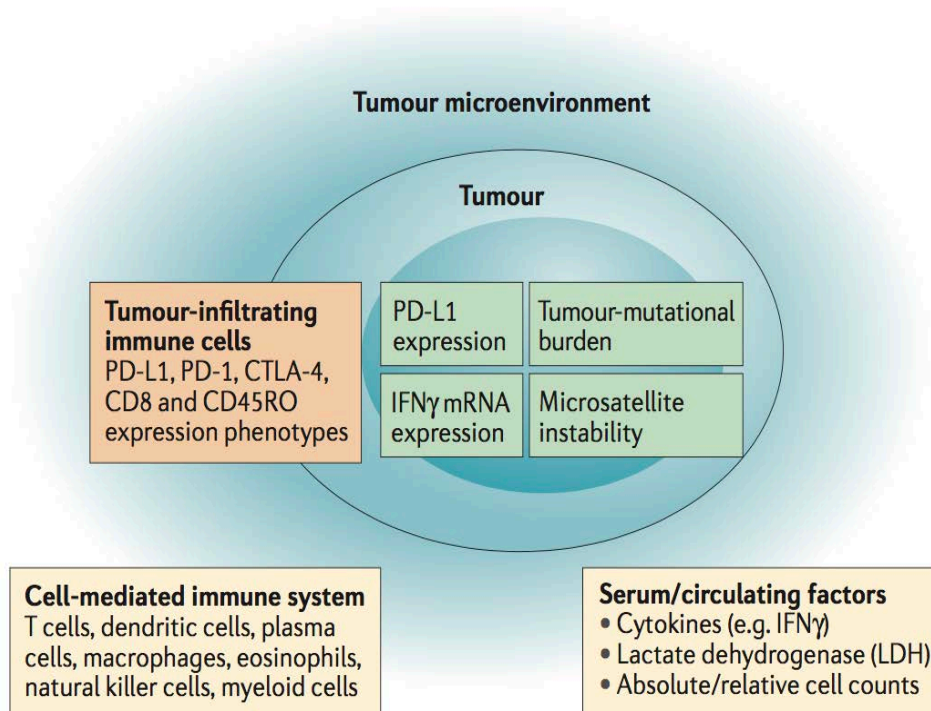 Tumour microenvironment
Tumour
Tumour-infiltrating
immune cells
PD-L1, PD-1, CTLA-4,
CD8 and CD45RO
expression phenotypes
PD-L1
expression
Tumour-mutational
burden
IFNγ mRNA
expression
Microsatellite
instability
Cell-mediated immune system
T cells, dendritic cells, plasma
cells, macrophages, eosinophils,
natural killer cells, myeloid cells
Serum/circulating factors
• Cytokines (e.g. IFNγ)
• Lactate dehydrogenase (LDH)
• Absolute/relative cell counts